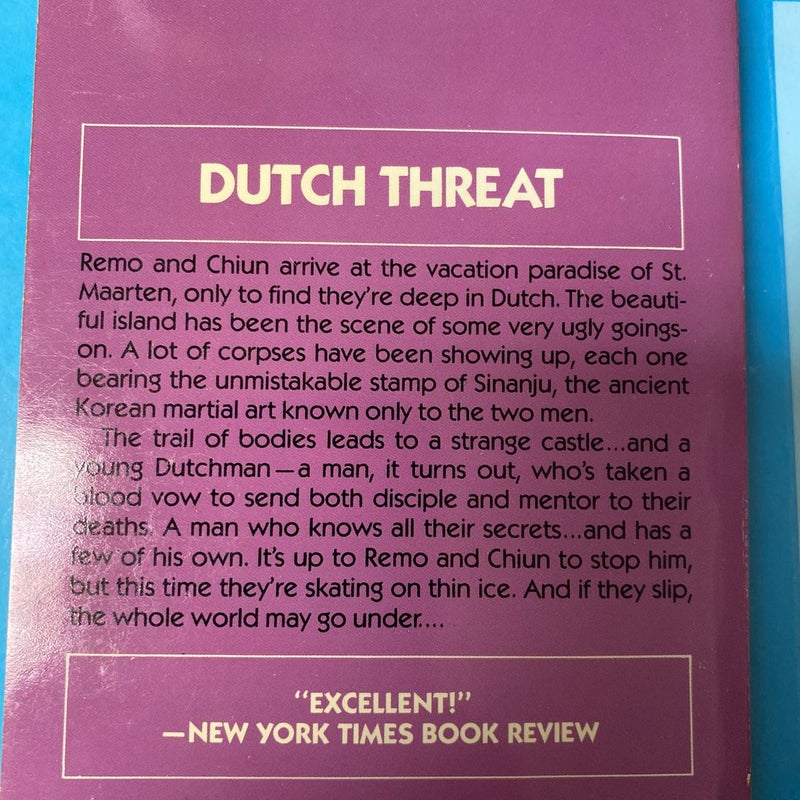 DUTCH THREAT
Remo and Chiun arrive at the vacation paradise of St.
Maarten, only to find they're deep in Dutch. The beauti-
ful island has been the scene of some very ugly goings-
on. A lot of corpses have been showing up, each one
bearing the unmistakable stamp of Sinanju, the ancient
Korean martial art known only to the two men.
The trail of bodies leads to a strange castle...and a
young Dutchman—a man, it turns out, who's taken a
blood vow to send both disciple and mentor to their
deaths. A man who knows all their secrets...and has a
few of his own. It's up to Remo and Chiun to stop him,
but this time they're skating on thin ice. And if they slip,
the whole world may go under....
"EXCELLENT!"
—NEW YORK TIMES BOOK REVIEW